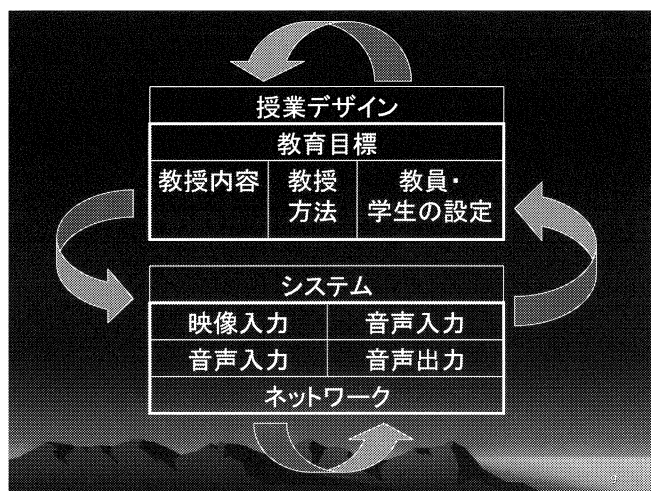 授業デザイン
教育目標
教授内容
教授
方法
教員・
学生の設定
システム
映像入力
音声入力
音声入力
音声出力
ネットワーク